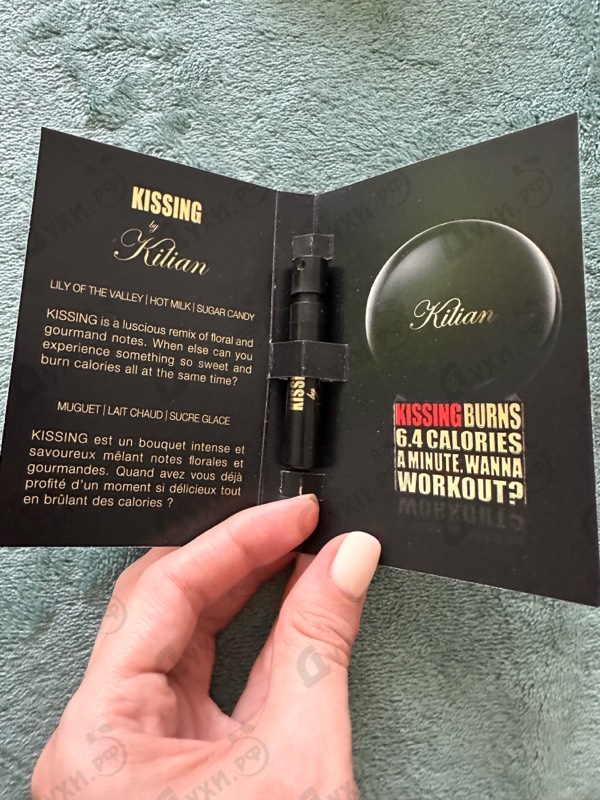 KISSING
by
Kilian
LILY OF THE VALLEY | HOT MILK | SUGAR CANDY
KISSING is a luscious remix of floral and
gourmand notes. When else can you
experience something so sweet and
burn calories all at the same time?
MUGUET | LAIT CHAUD | SUCRE GLACE
KISSING est un bouquet intense et
savoureux mêlant notes florales et
gourmandes. Quand avez vous déjà
profité d'un moment si délicieux tout
en brûlant des calories ?
KISSI
by
Kilian
KISSING BURNS
6.4 CALORIES
A MINUTE. WANNA
WORKOUT?
духи.рф